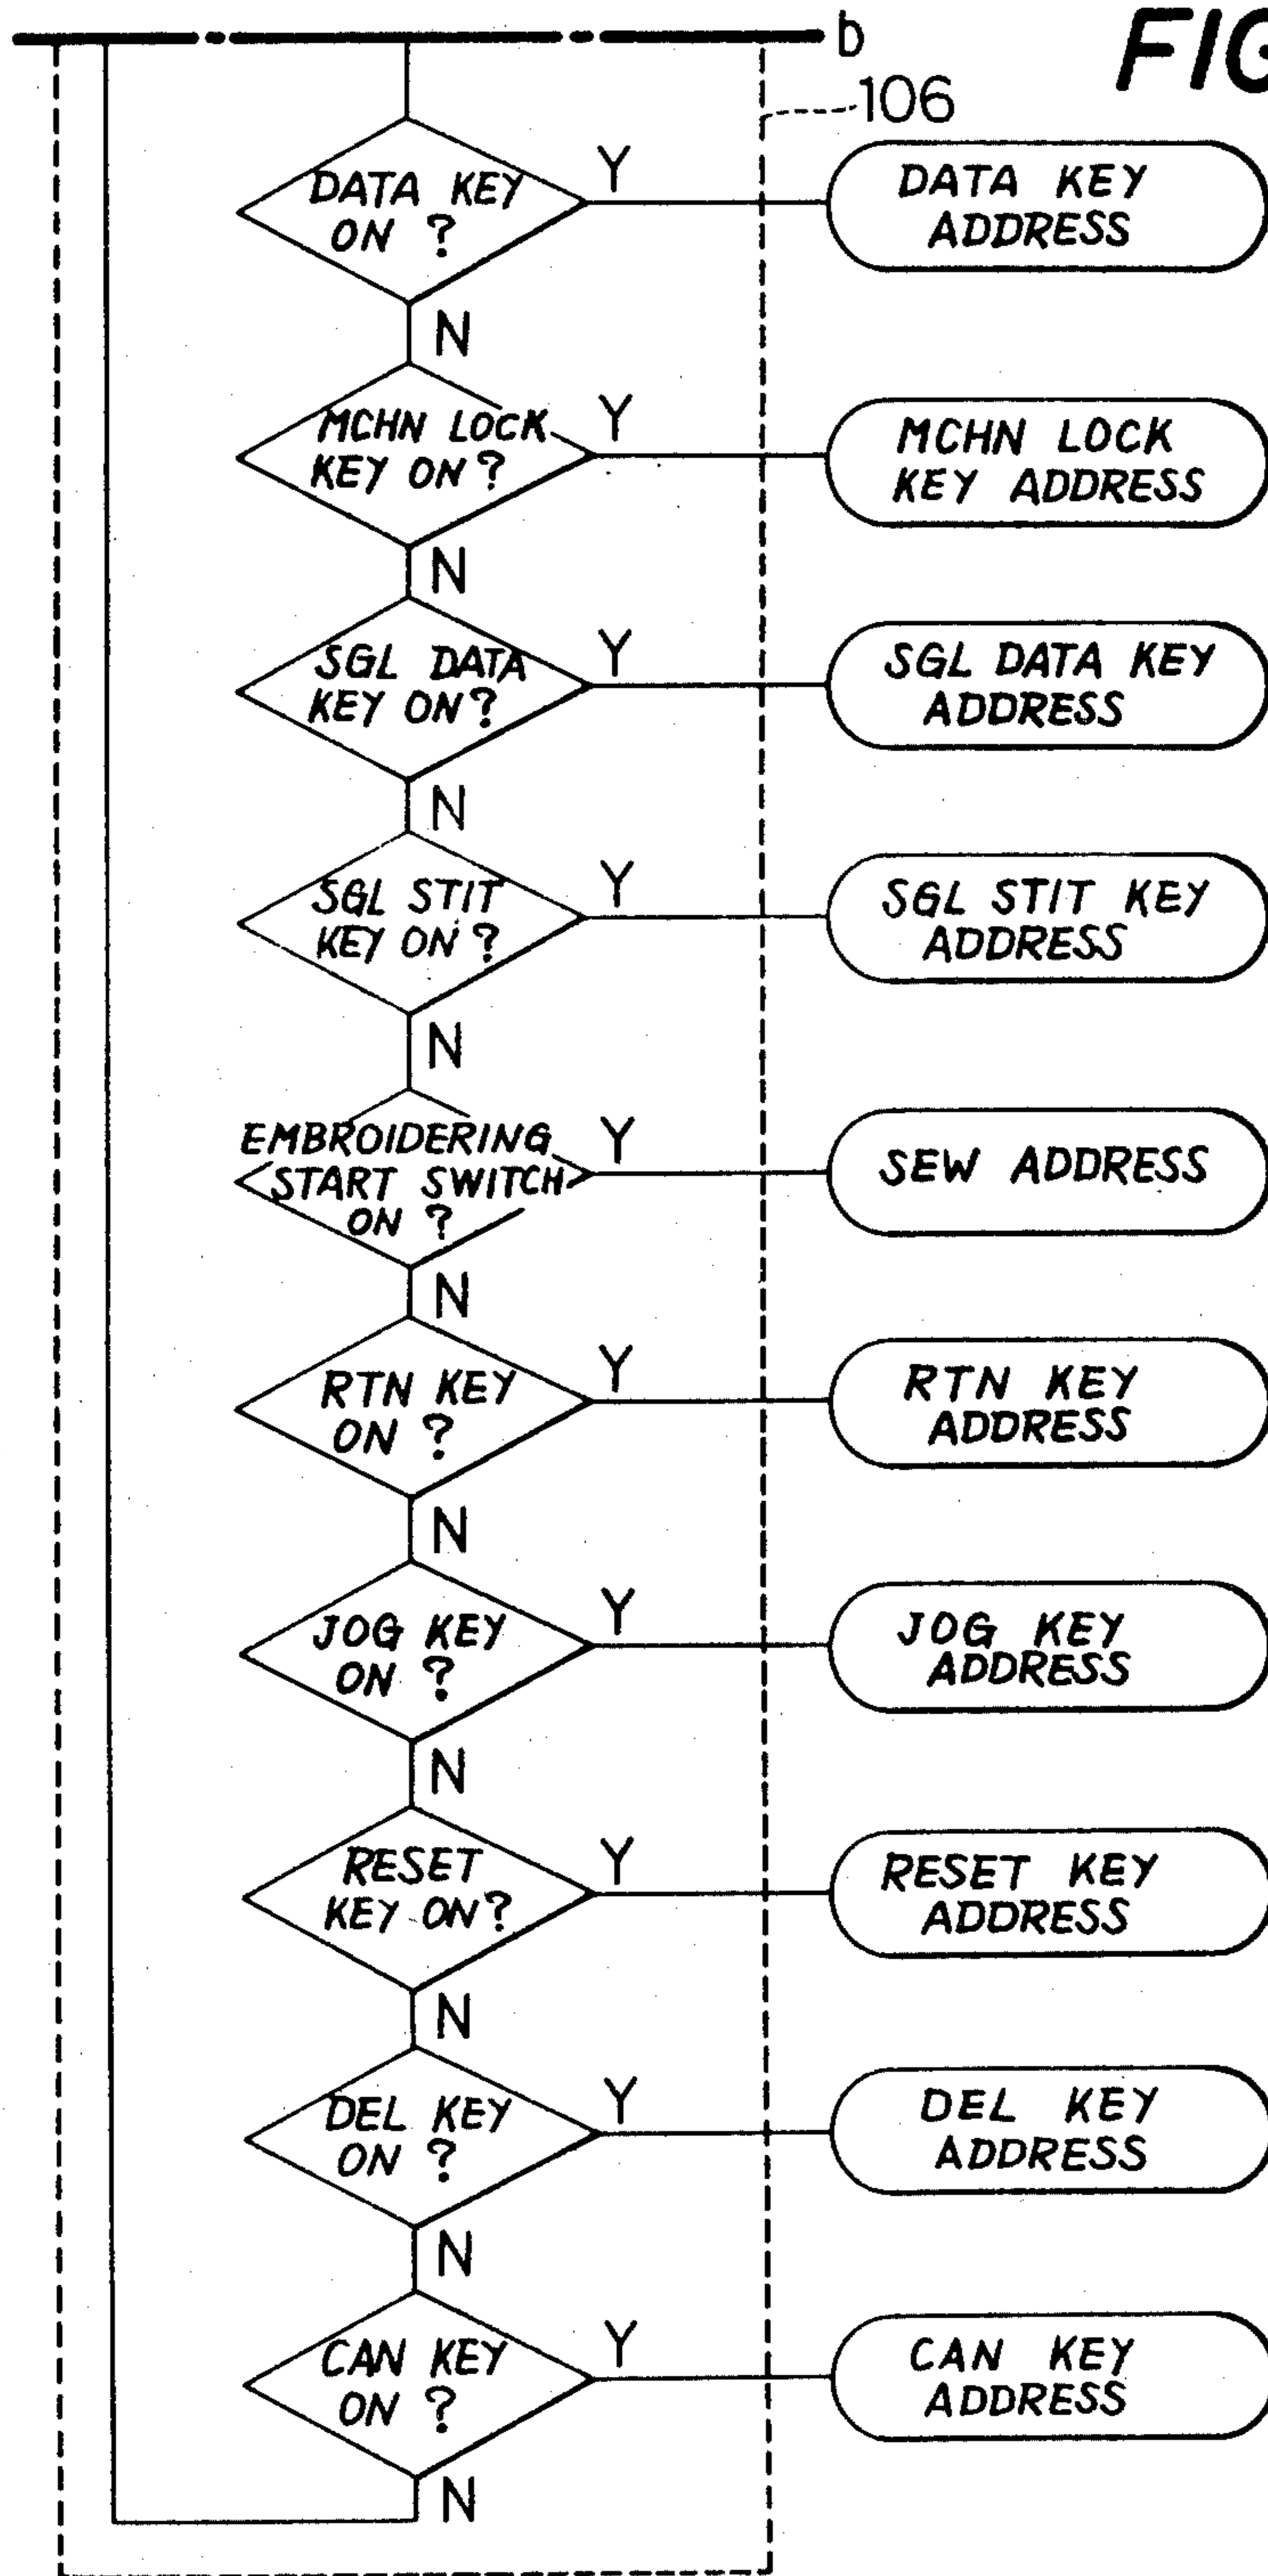 FIG
b
106
DATA KEY
ON ?
Y
DATA KEY
ADDRESS
N
MCHN LOCK
KEY ON ?
Y
MCHN LOCK
KEY ADDRESS
N
SGL DATA
KEY ON ?
Y
SGL DATA KEY
ADDRESS
N
SGL STIT
KEY ON ?
Y
SGL STIT KEY
ADDRESS
N
EMBROIDERING
START SWITCH
ON ?
Y
SEW ADDRESS
N
RTN KEY
ON ?
Y
RTN KEY
ADDRESS
N
JOG KEY
ON ?
Y
JOG KEY
ADDRESS
N
RESET
KEY ON ?
Y
RESET KEY
ADDRESS
N
DEL KEY
ON ?
Y
DEL KEY
ADDRESS
N
CAN KEY
ON ?
Y
CAN KEY
ADDRESS
N